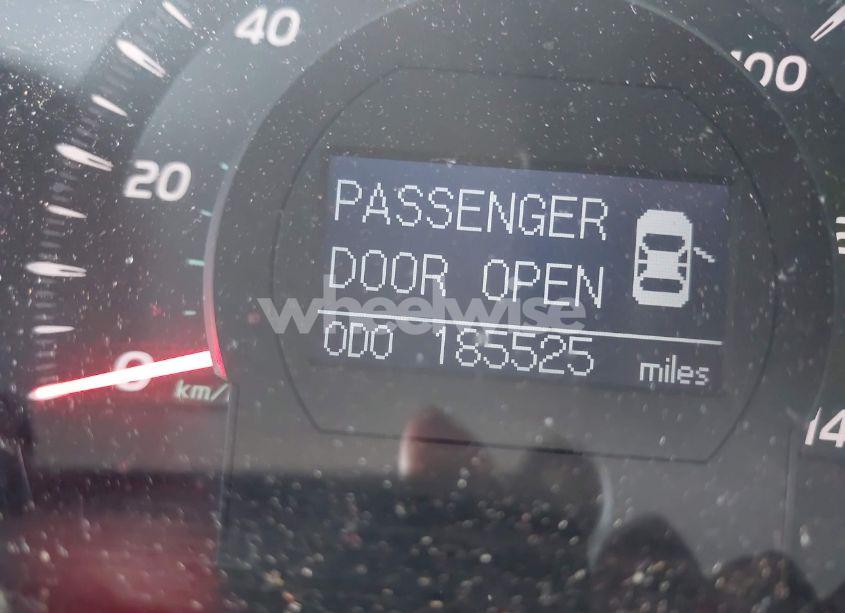 40
100
20
PASSENGER
DOOR OPEN
wheelwise
ODO 185525 miles
0
km/
14